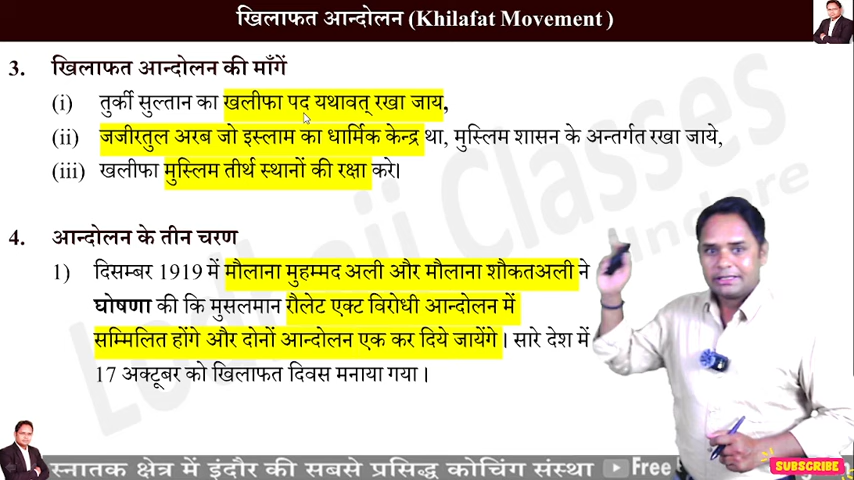 खिलाफत आन्दोलन (Khilafat Movement )
3. खिलाफत आन्दोलन की माँगें
(i) तुर्की सुल्तान का खलीफा पद यथावत् रखा जाय,
(ii) जजीरतुल अरब जो इस्लाम का धार्मिक केन्द्र था, मुस्लिम शासन के अन्तर्गत रखा जाये,
(iii) खलीफा मुस्लिम तीर्थ स्थानों की रक्षा करे।
4. आन्दोलन के तीन चरण
1) दिसम्बर 1919 में मौलाना मुहम्मद अली और मौलाना शौकतअली ने
घोषणा की कि मुसलमान रौलेट एक्ट विरोधी आन्दोलन में
सम्मिलित होंगे और दोनों आन्दोलन एक कर दिये जायेंगे। सारे देश में
17 अक्टूबर को खिलाफत दिवस मनाया गया।
Classes
Indore
स्नातक क्षेत्र में इंदौर की सबसे प्रसिद्ध कोचिंग संस्था Free
SUBSCRIBE